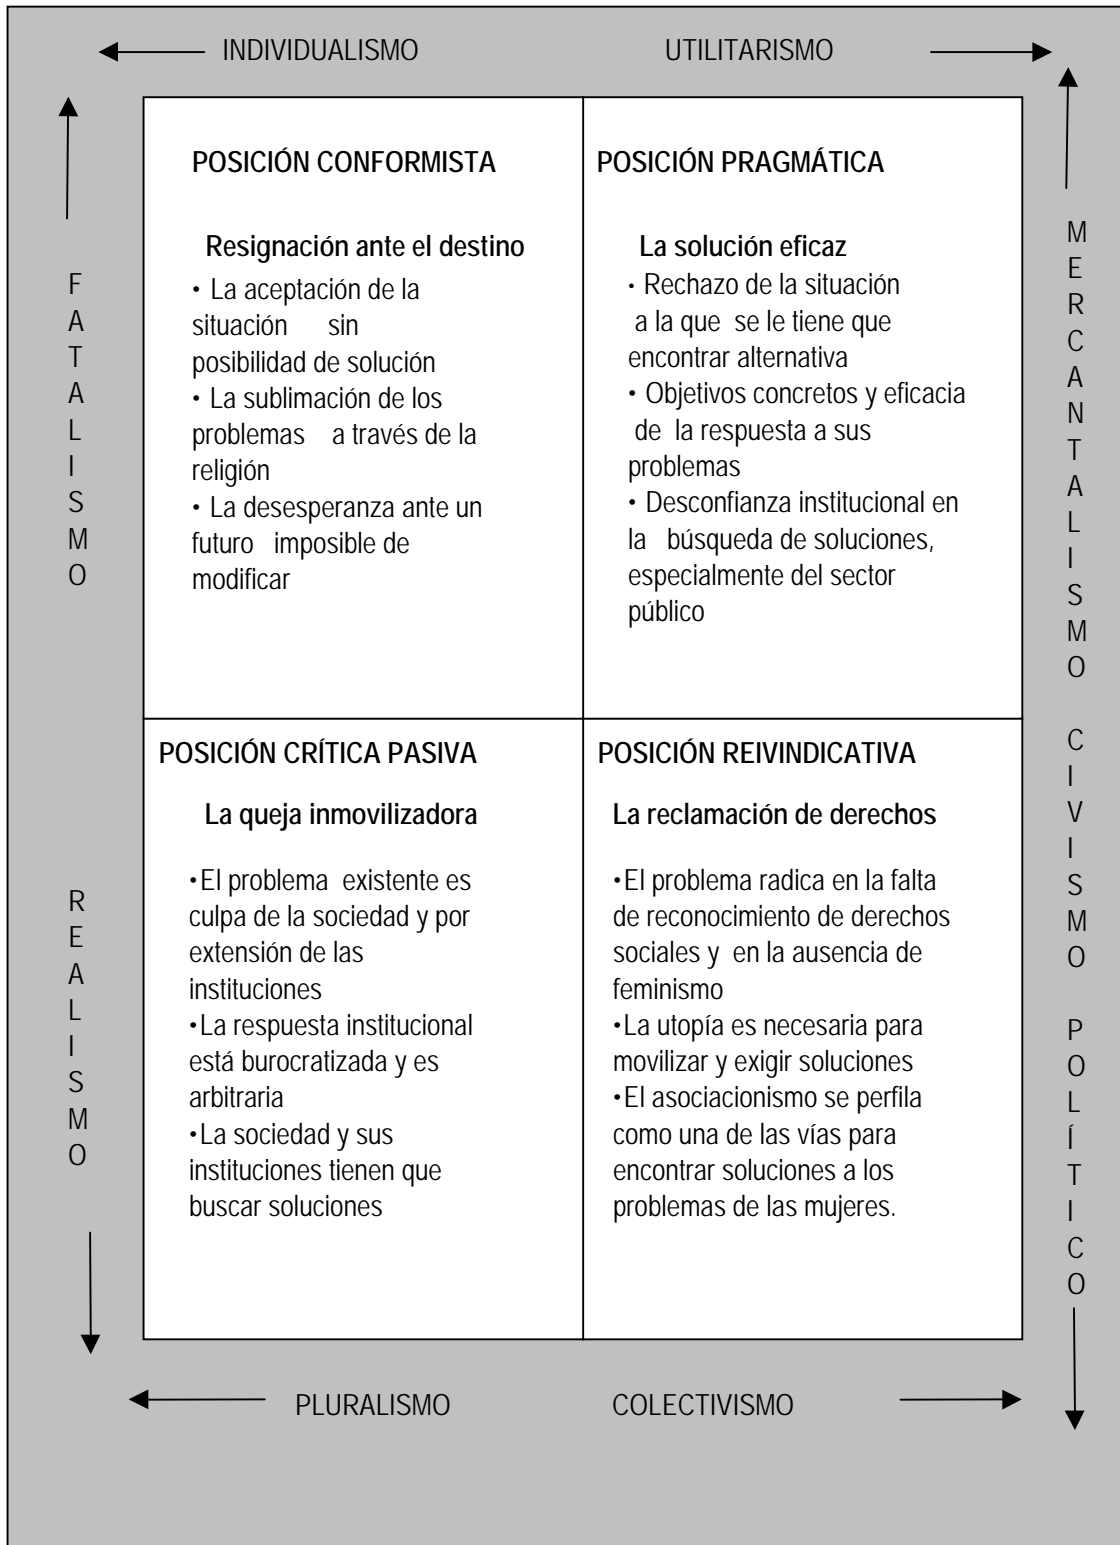 INDIVIDUALISMO
UTILITARISMO
FATALISMO
POSICIÓN CONFORMISTA
Resignación ante el destino
• La aceptación de la
situación sin
posibilidad de solución
• La sublimación de los
problemas a través de la
religión
• La desesperanza ante un
futuro imposible de
modificar
POSICIÓN PRAGMÁTICA
La solución eficaz
• Rechazo de la situación
a la que se le tiene que
encontrar alternativa
• Objetivos concretos y eficacia
de la respuesta a sus
problemas
• Desconfianza institucional en
la búsqueda de soluciones,
especialmente del sector
público
MERCANTALISMO
REALISMO
POSICIÓN CRÍTICA PASIVA
La queja inmovilizadora
•El problema existente es
culpa de la sociedad y por
extensión de las
instituciones
•La respuesta institucional
está burocratizada y es
arbitraria
•La sociedad y sus
instituciones tienen que
buscar soluciones
POSICIÓN REIVINDICATIVA
La reclamación de derechos
•El problema radica en la falta
de reconocimiento de derechos
sociales y en la ausencia de
feminismo
•La utopía es necesaria para
movilizar y exigir soluciones
•El asociacionismo se perfila
como una de las vías para
encontrar soluciones a los
problemas de las mujeres.
CIVISMO POLÍTICO
PLURALISMO
COLECTIVISMO